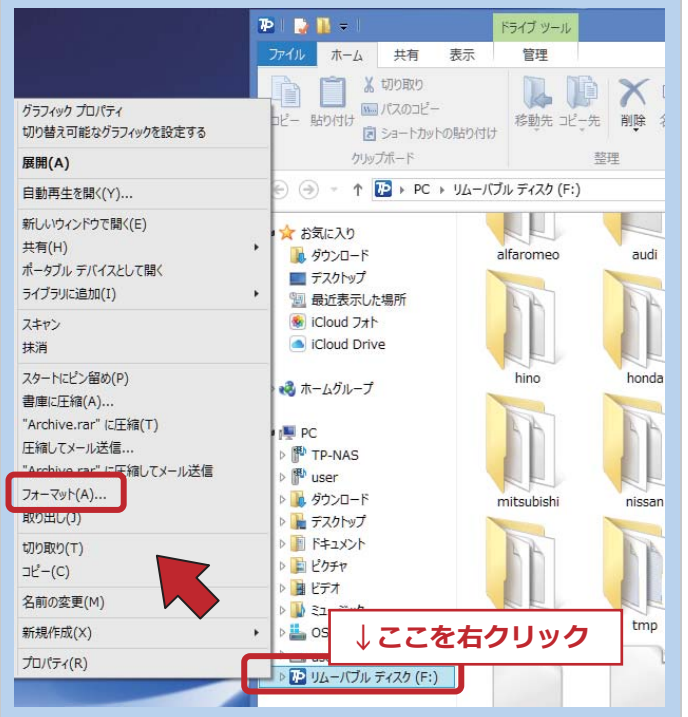 ドライブ ツール
ファイル ホーム 共有 表示 管理
切り取り
パスのコピー
ショートカットの貼り付け
コピー 貼り付け
移動先 コピー先 削除
クリップボード
整理
PC リムーバブル ディスク (F:)
グラフィック プロパティ
切り替え可能なグラフィックを設定する
展開(A)
自動再生を開く(Y)...
新しいウィンドウで開く(E)
共有(H)
ポータブル デバイスとして開く
ライブラリに追加(I)
スキャン
抹消
スタートにピン留め(P)
書庫に圧縮(A)...
"Archive.rar" に圧縮(T)
圧縮してメール送信...
"Archive.rar" に圧縮してメール送信
フォーマット(A)...
取り出し(J)
切り取り(T)
コピー(C)
名前の変更(M)
新規作成(X)
プロパティ(R)
お気に入り
ダウンロード
デスクトップ
最近表示した場所
iCloud フォト
iCloud Drive
ホームグループ
PC
TP-NAS
user
ダウンロード
デスクトップ
ドキュメント
ピクチャ
ビデオ
ミュージック
OS
リムーバブル ディスク (F:)
↓ここを右クリック
alfaromeo audi
hino honda
mitsubishi nissan
tmp